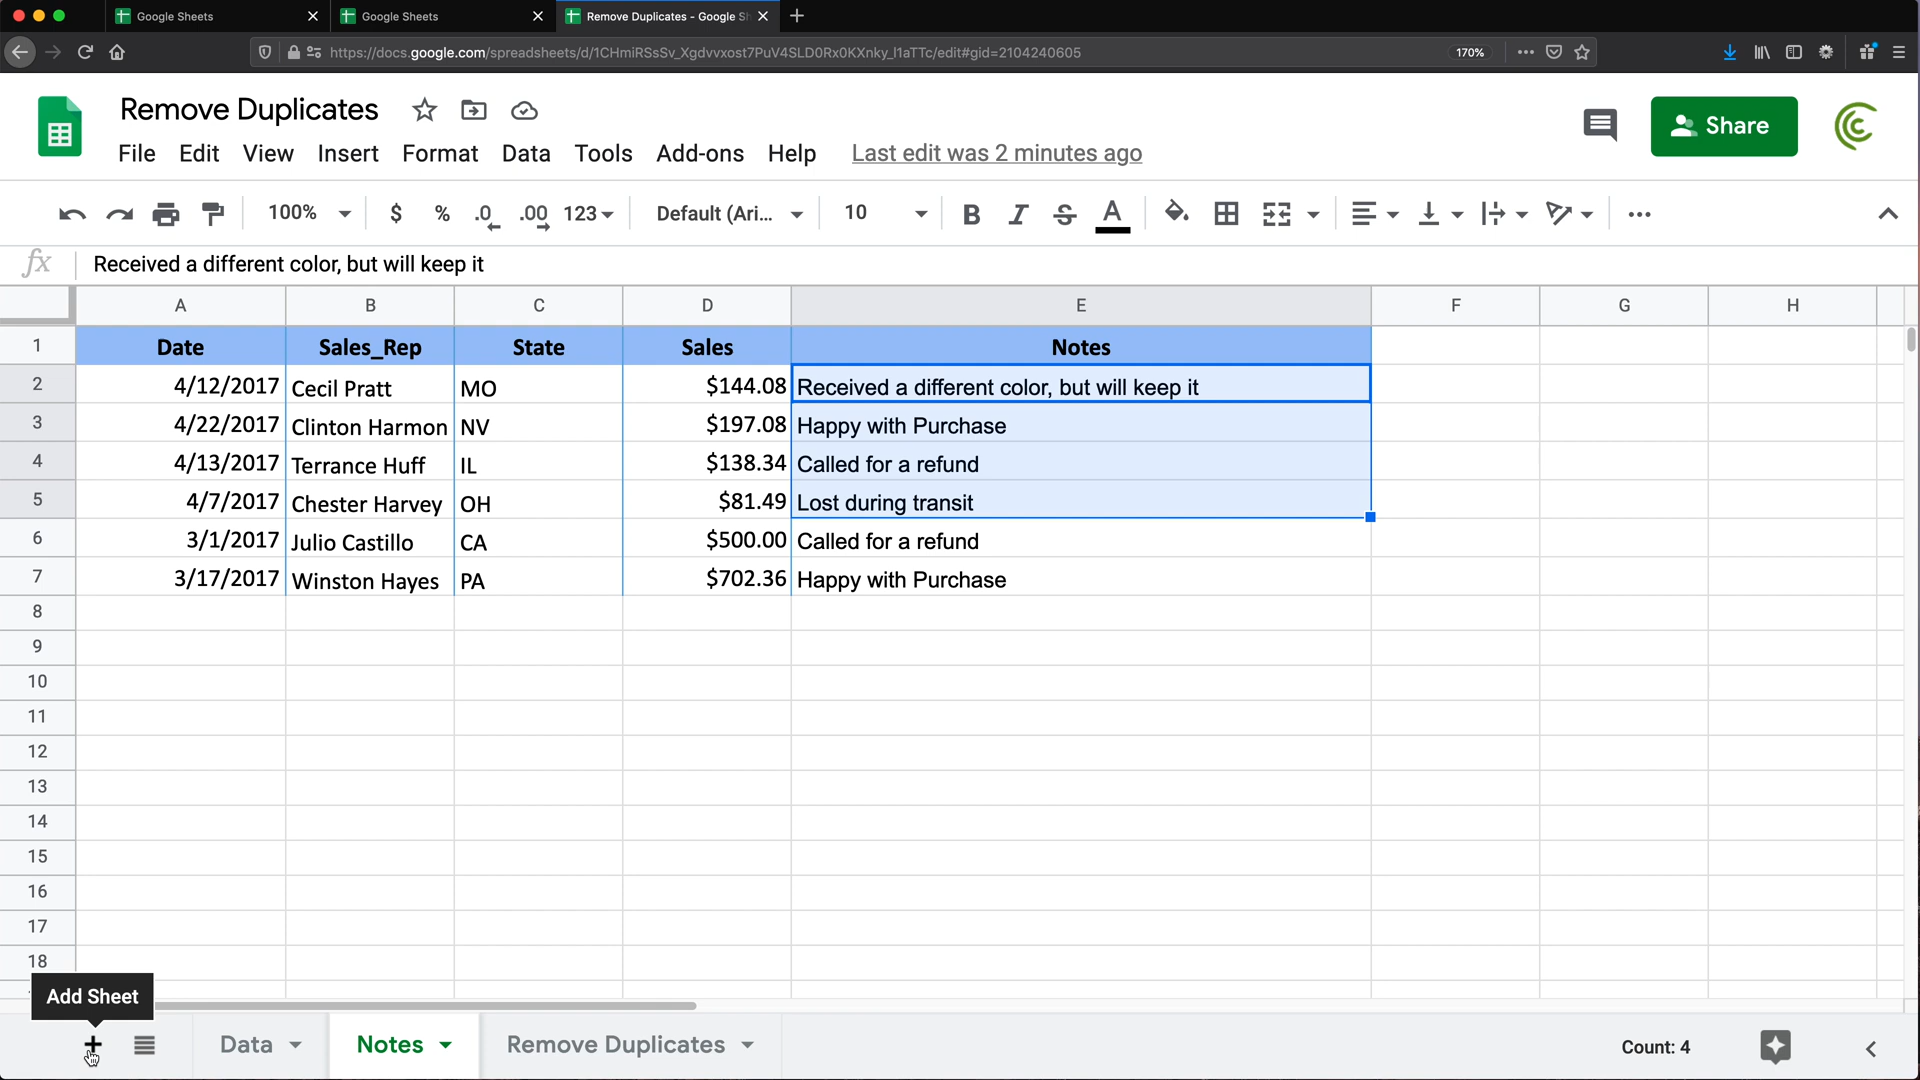 Google Sheets
Google Sheets
Remove Duplicates - Google Sh
https://docs.google.com/spreadsheets/d/1CHmiRSsSv_Xgdvvxost7PuV4SLD0Rx0KXnky_l1aTTc/edit#gid=2104240605
170%
Remove Duplicates
Share
File Edit View Insert Format Data Tools Add-ons Help Last edit was 2 minutes ago
100% $ % .0 .00 123 Default (Ari... 10 B I S A
fx Received a different color, but will keep it
A B C D E F G H
1 Date Sales_Rep State Sales Notes
2 4/12/2017 Cecil Pratt MO $144.08 Received a different color, but will keep it
3 4/22/2017 Clinton Harmon NV $197.08 Happy with Purchase
4 4/13/2017 Terrance Huff IL $138.34 Called for a refund
5 4/7/2017 Chester Harvey OH $81.49 Lost during transit
6 3/1/2017 Julio Castillo CA $500.00 Called for a refund
7 3/17/2017 Winston Hayes PA $702.36 Happy with Purchase
8
9
10
11
12
13
14
15
16
17
18
Add Sheet
Data Notes Remove Duplicates Count: 4